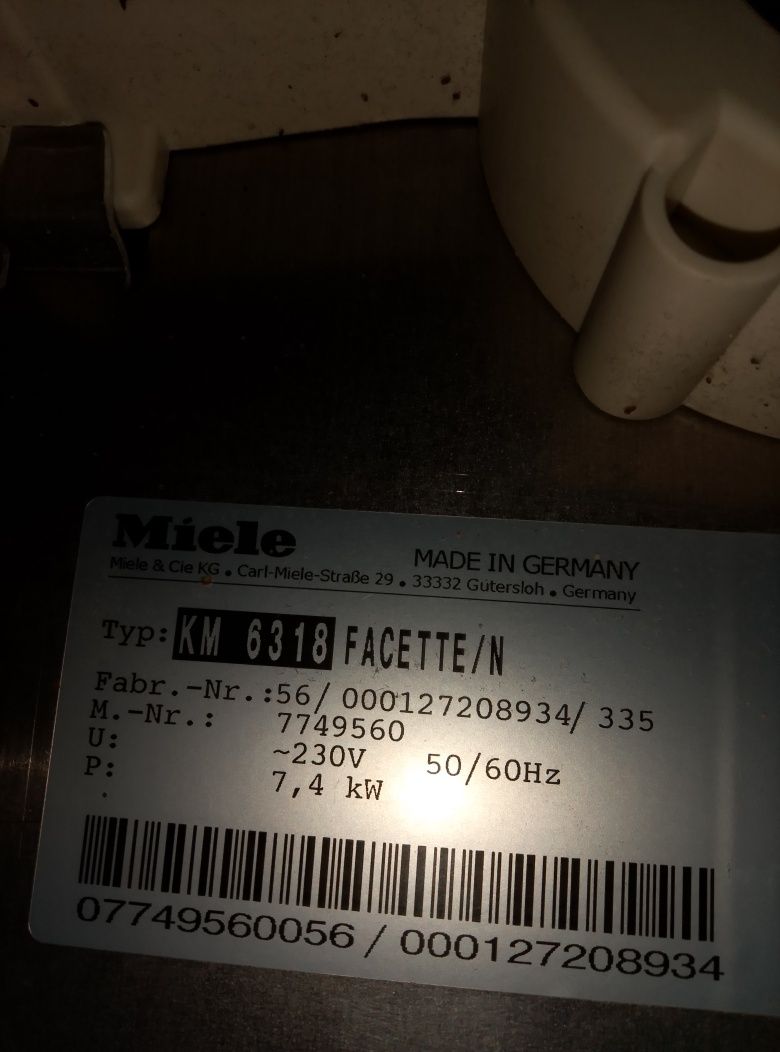 Miele
MADE IN GERMANY
Miele & Cie KG • Carl-Miele-Straße 29 • 33332 Gütersloh • Germany
Typ: KM 6318 FACETTE/N
Fabr.-Nr.: 56/ 000127208934/ 335
M.-Nr.: 7749560
U: ~230V 50/60Hz
P: 7,4 kW
07749560056 / 000127208934